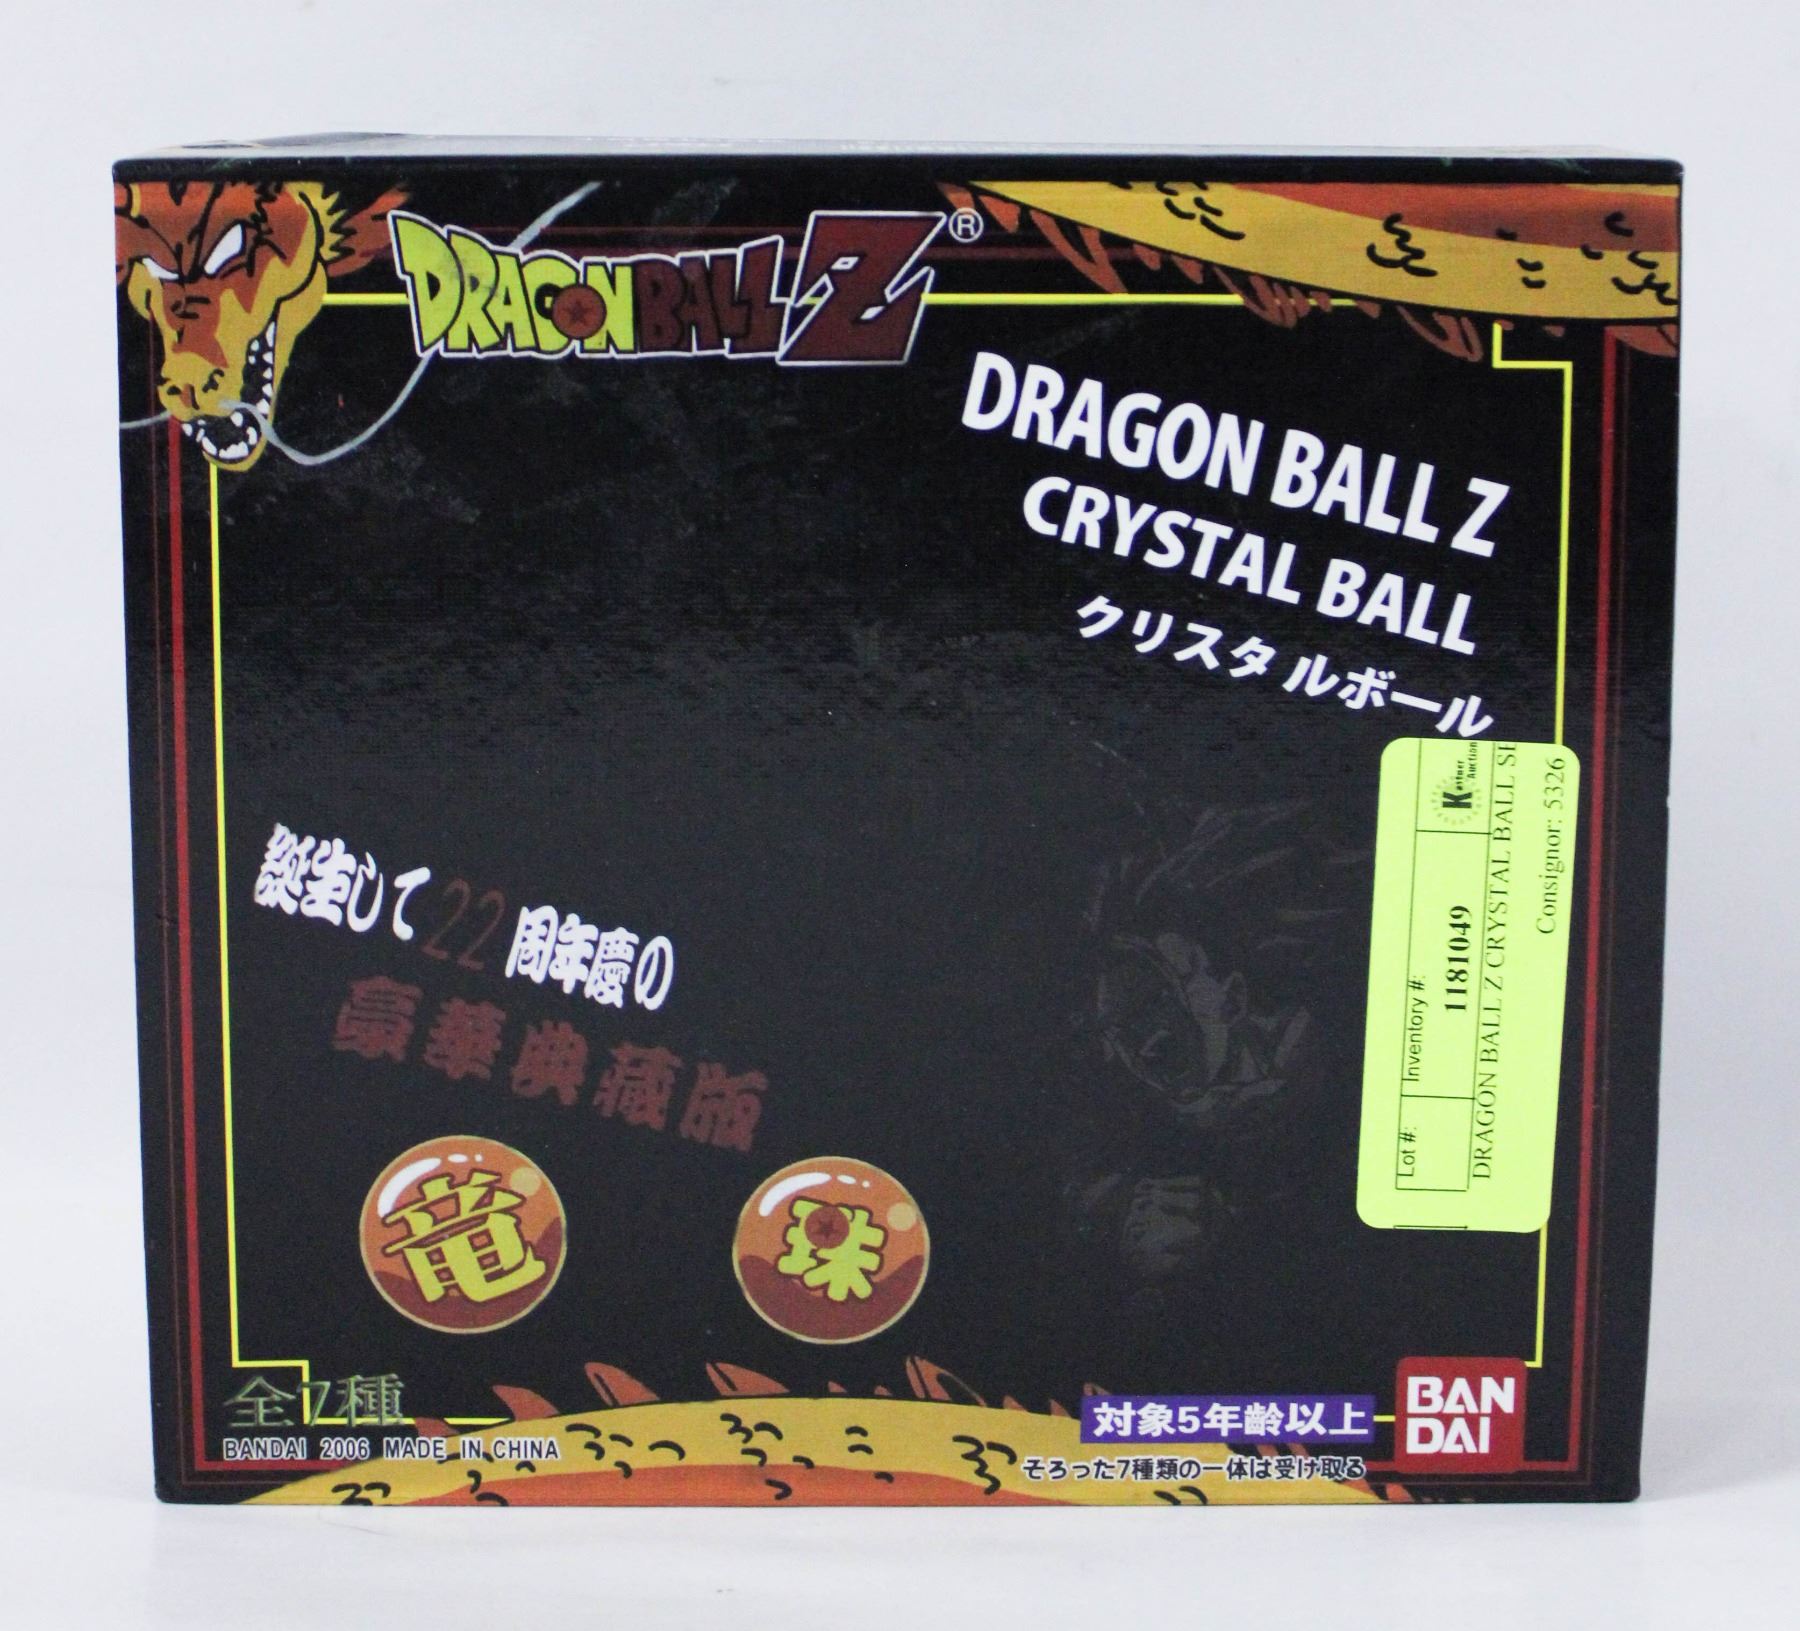 DRAGONBALL Z®
DRAGON BALL Z
CRYSTAL BALL
クリスタルボール
誕生して22周年慶の
豪華典藏版
竜
珠
全7種
BANDAI 2006 MADE IN CHINA
対象5年齢以上
そろった7種類の一体は受け取る
BAN
DAI
Kastner
Auction
Lot #:
Inventory #:
1181049
DRAGON BALL Z CRYSTAL BALL
Consignor: 5326